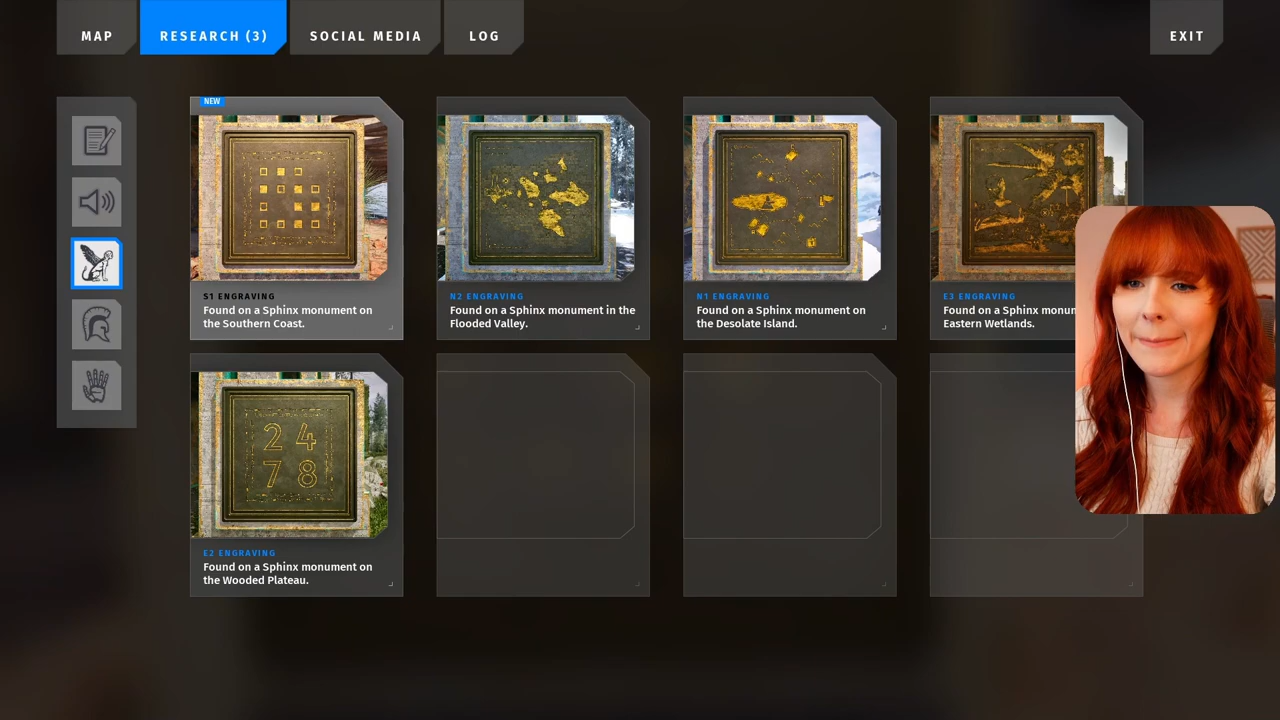 MAP
RESEARCH (3)
SOCIAL MEDIA
LOG
EXIT
NEW
S1 ENGRAVING
Found on a Sphinx monument on
the Southern Coast.
N2 ENGRAVING
Found on a Sphinx monument in the
Flooded Valley.
N1 ENGRAVING
Found on a Sphinx monument on
the Desolate Island.
E3 ENGRAVING
Found on a Sphinx
Eastern Wetlands.
2 4
7 8
E2 ENGRAVING
Found on a Sphinx monument on
the Wooded Plateau.